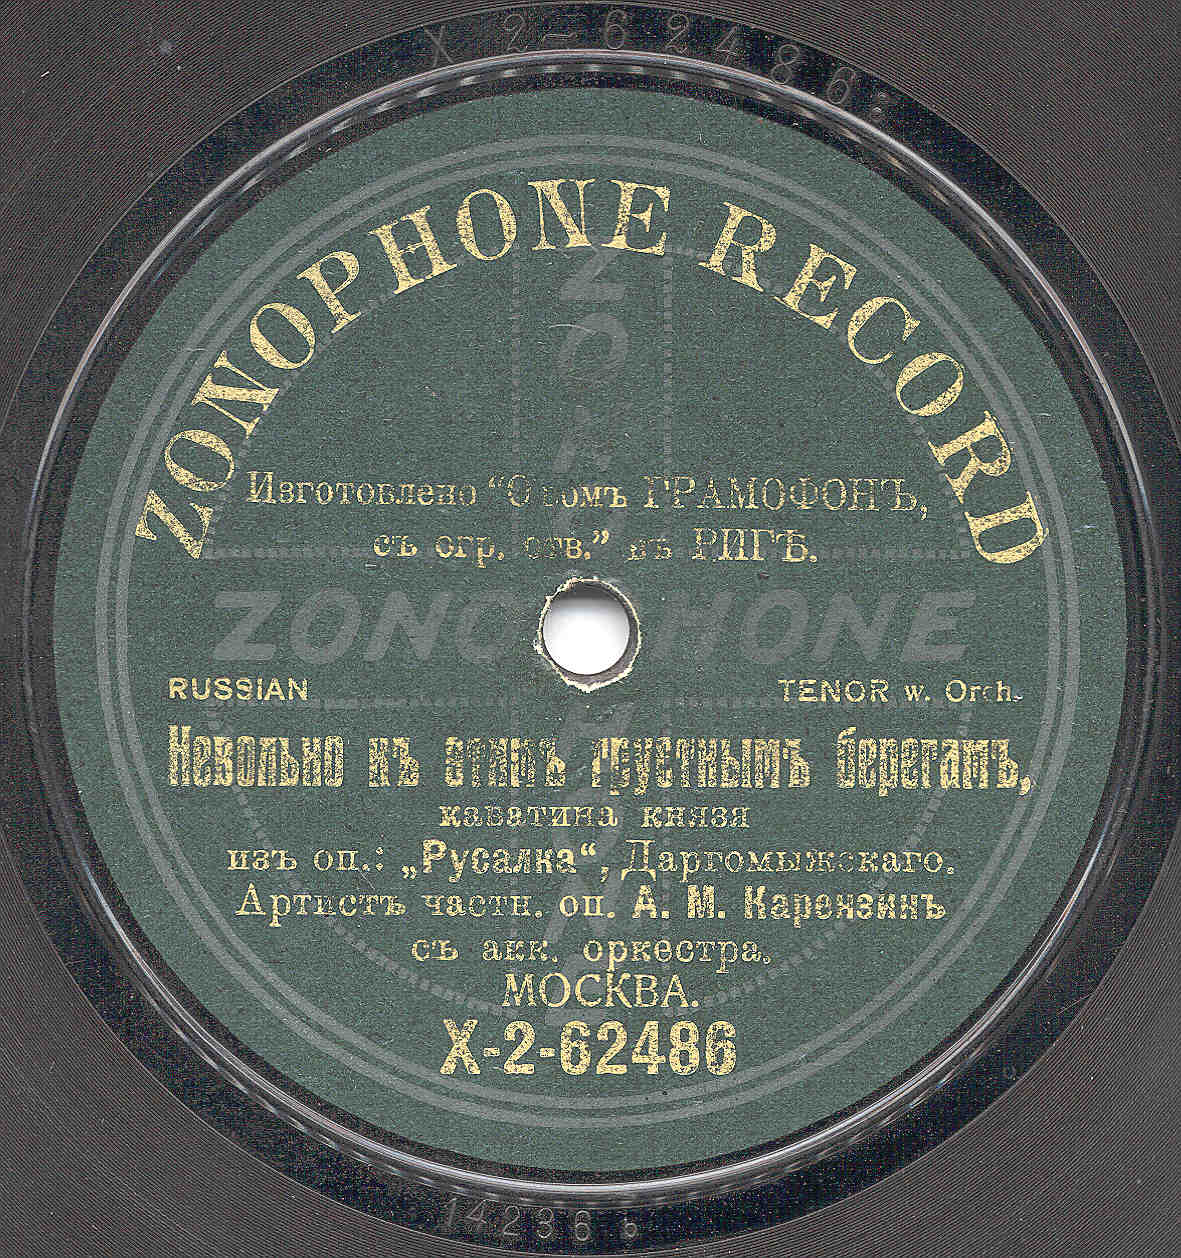 X 2-62486
ZONOPHONE RECORD
ZONOPHONE
Изготовлено "О-вомъ ГРАМОФОНЪ,
съ огр. отв." въ РИГѢ.
ZONOPHONE
RUSSIAN
TENOR w. Orch.
Невольно къ этимъ грустнымъ берегамъ,
каватина князя
изъ оп.: „Русалка“, Даргомыжскаго.
Артистъ частн. оп. А. М. Карензинъ
съ акк. оркестра.
МОСКВА.
X-2-62486
14236 b